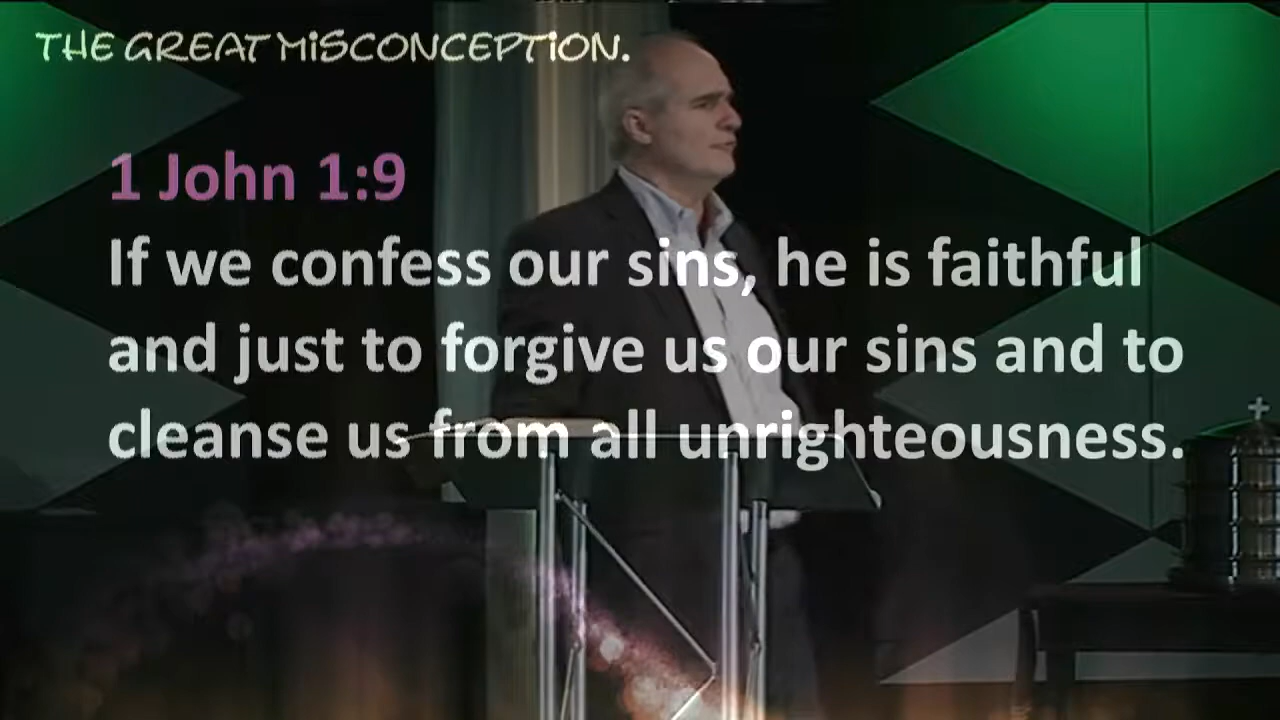 THE GREAT MISCONCEPTION.
1 John 1:9
If we confess our sins, he is faithful
and just to forgive us our sins and to
cleanse us from all unrighteousness.